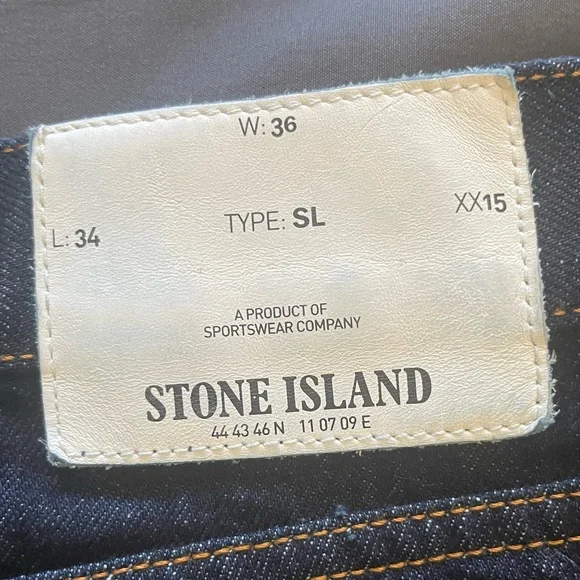 W: 36
XX15
TYPE: SL
L: 34
A PRODUCT OF
SPORTSWEAR COMPANY
STONE ISLAND
44 43 46 N 11 07 09 E